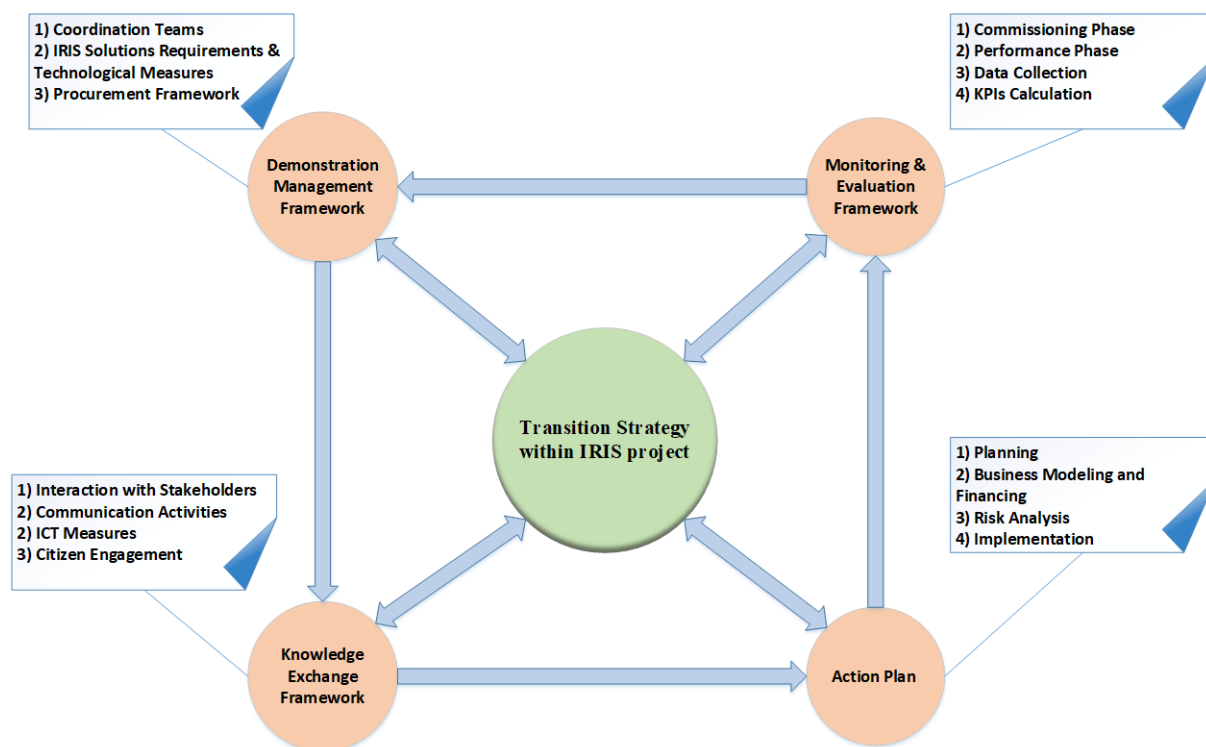 1) Coordination Teams
2) IRIS Solutions Requirements &
Technological Measures
3) Procurement Framework
1) Commissioning Phase
2) Performance Phase
3) Data Collection
4) KPIs Calculation
Demonstration
Management
Framework
Monitoring &
Evaluation
Framework
Transition Strategy
within IRIS project
1) Interaction with Stakeholders
2) Communication Activities
2) ICT Measures
3) Citizen Engagement
1) Planning
2) Business Modeling and
Financing
3) Risk Analysis
4) Implementation
Knowledge
Exchange
Framework
Action Plan